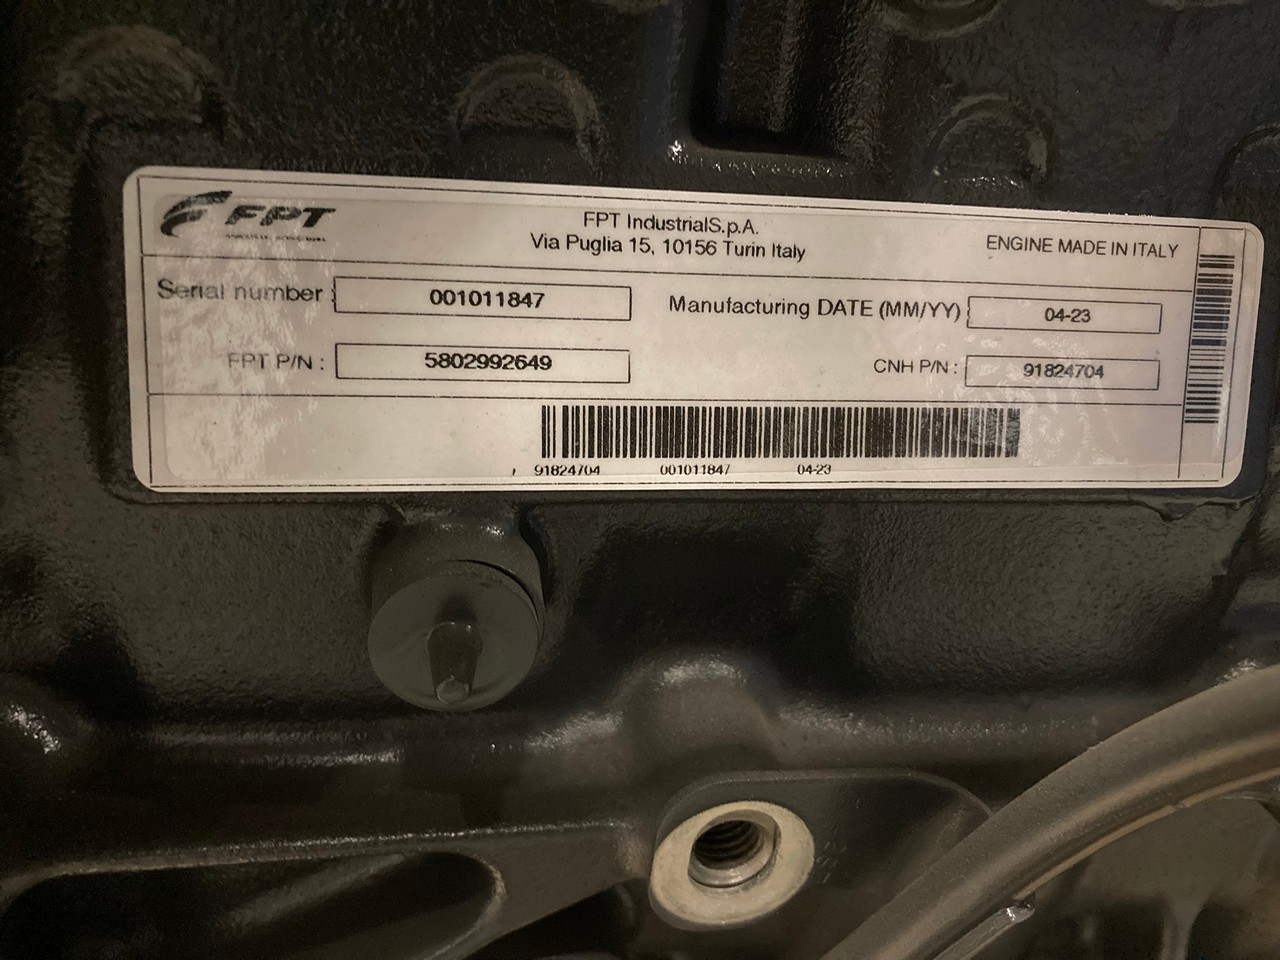 FPT
FPT IndustrialS.p.A.
Via Puglia 15, 10156 Turin Italy
ENGINE MADE IN ITALY
Serial number : 001011847
Manufacturing DATE (MM/YY) : 04-23
FPT P/N : 5802992649
CNH P/N : 91824704
91824704 001011847 04-23